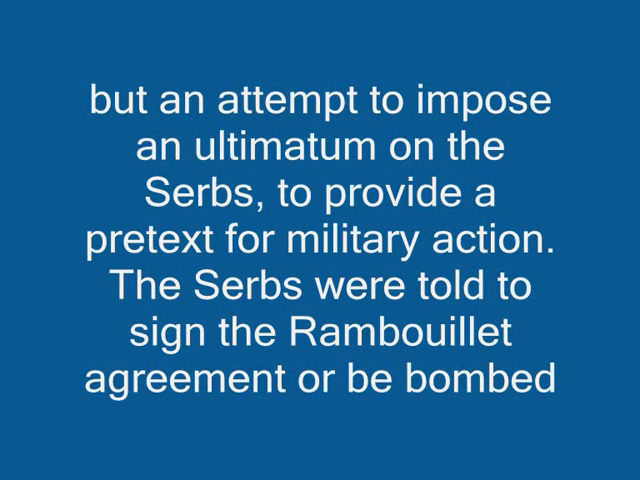 but an attempt to impose
an ultimatum on the
Serbs, to provide a
pretext for military action.
The Serbs were told to
sign the Rambouillet
agreement or be bombed